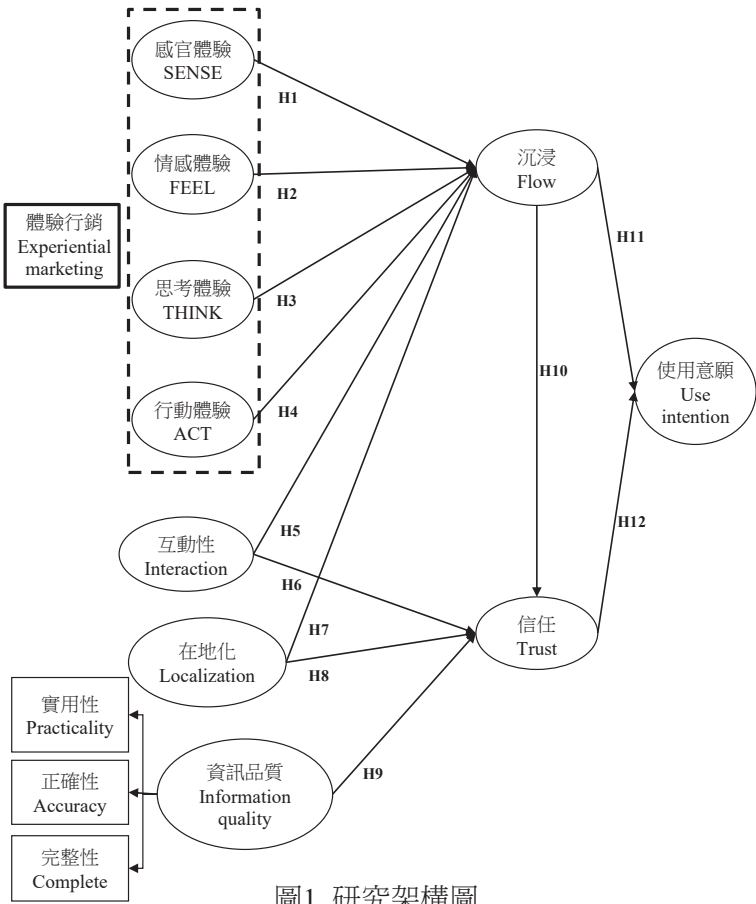 感官體驗
SENSE
H1
情感體驗
FEEL
H2
沉浸
Flow
體驗行銷
Experiential
marketing
H11
思考體驗
THINK
H3
使用意願
Use
intention
H10
行動體驗
ACT
H4
H12
互動性
Interaction
H5
H6
信任
Trust
在地化
Localization
H7
H8
實用性
Practicality
正確性
Accuracy
資訊品質
Information
quality
H9
完整性
Complete
圖1 研究架構圖